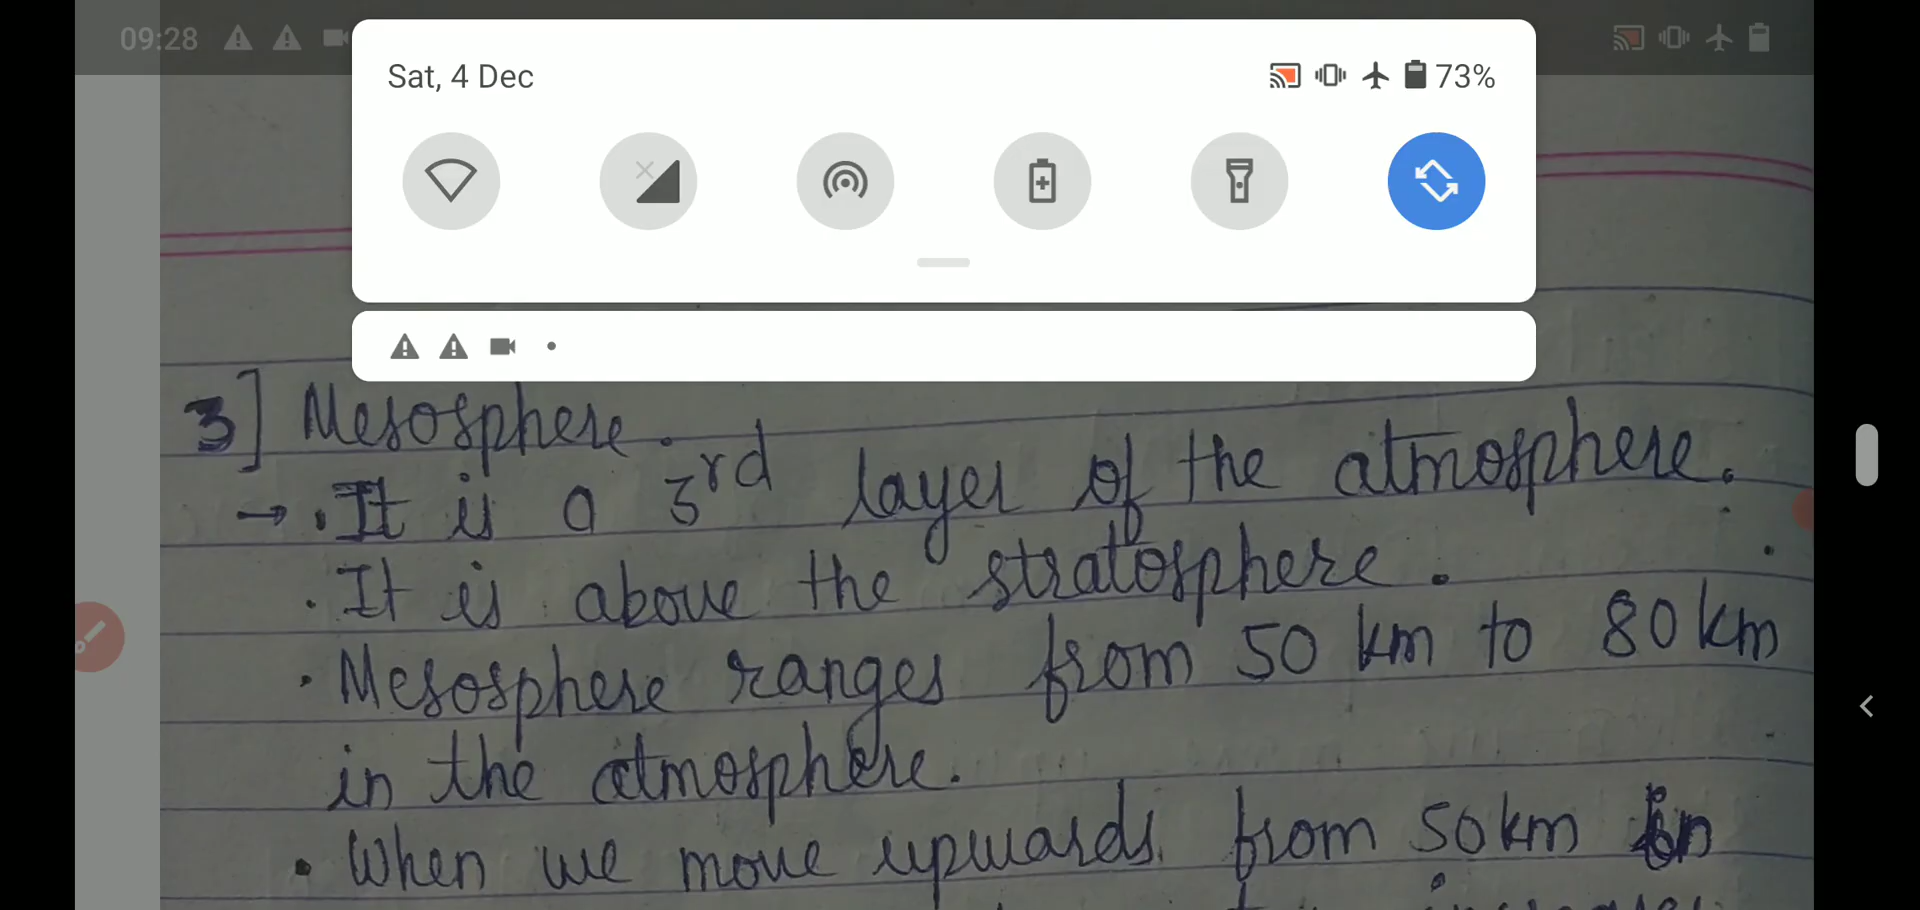 09:28
Sat, 4 Dec
73%
3] Mesosphere.
→ • It is a 3rd layer of the atmosphere.
• It is above the stratosphere.
• Mesosphere ranges from 50 km to 80 km
in the atmosphere.
• When we move upwards from 50 km in
increases